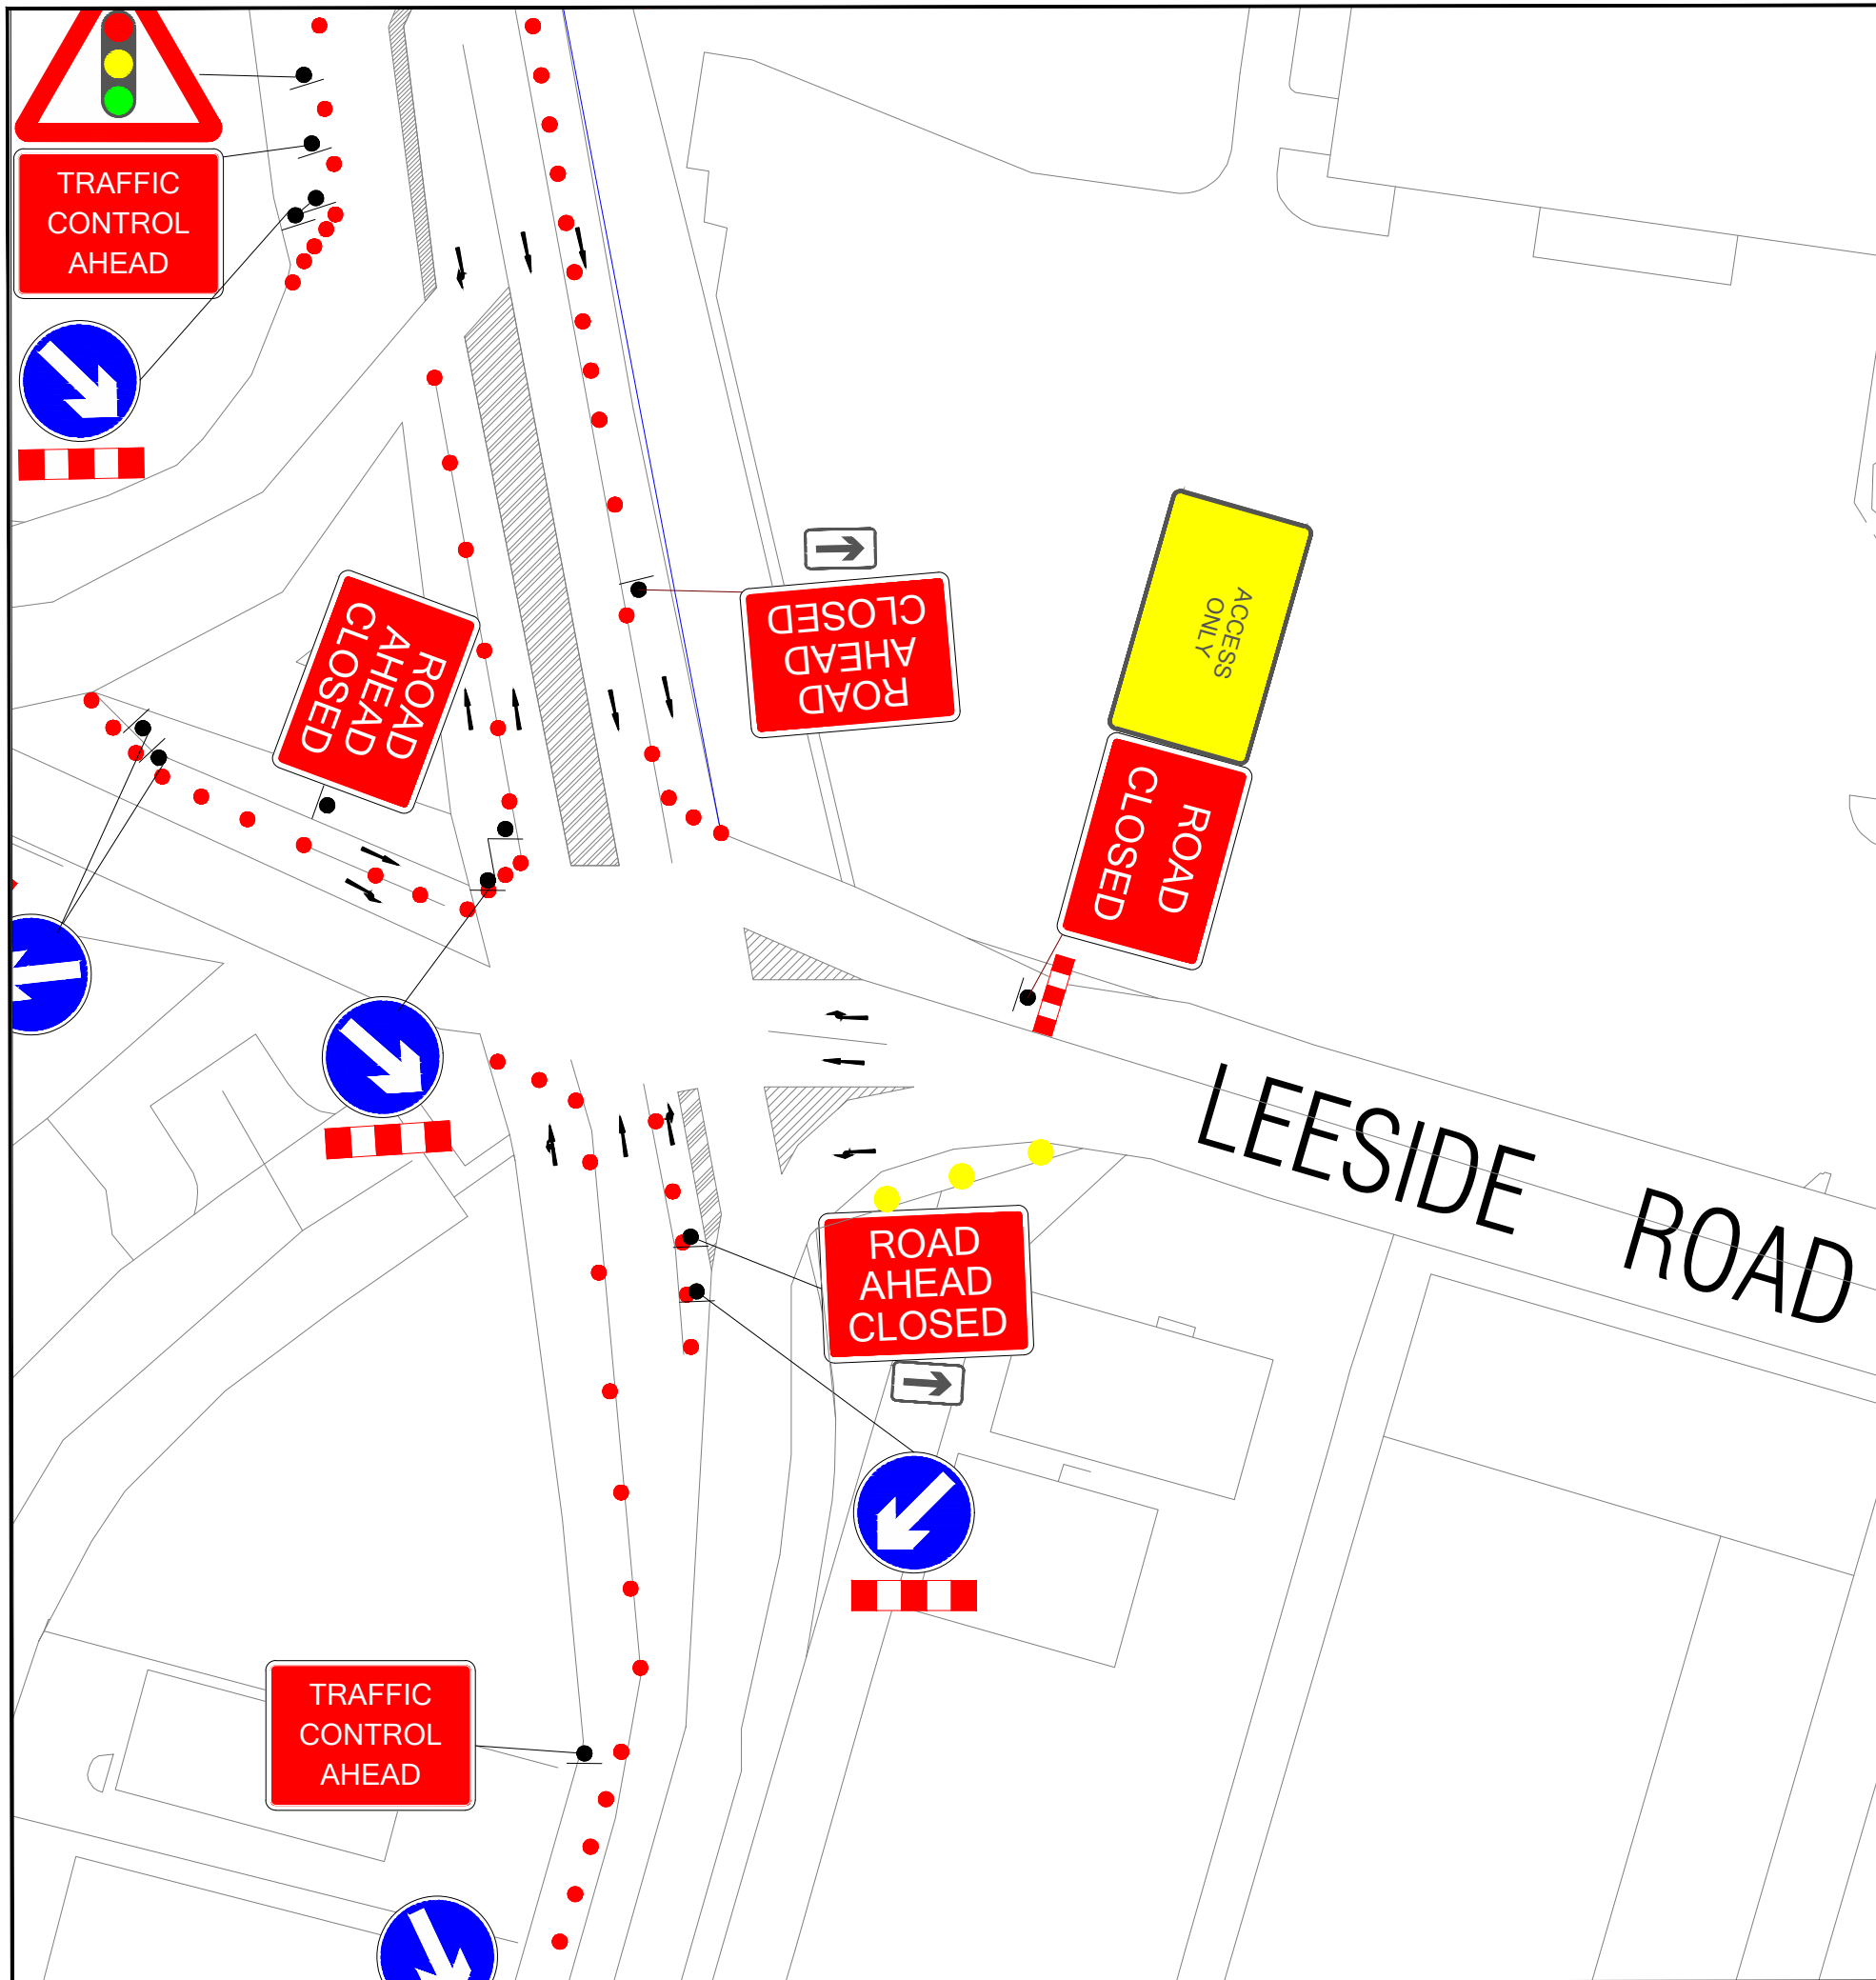 TRAFFIC
CONTROL
AHEAD
ROAD
AHEAD
CLOSED
ROAD
AHEAD
CLOSED
ACCESS
ONLY
ROAD
CLOSED
LEESIDE ROAD
ROAD
AHEAD
CLOSED
TRAFFIC
CONTROL
AHEAD